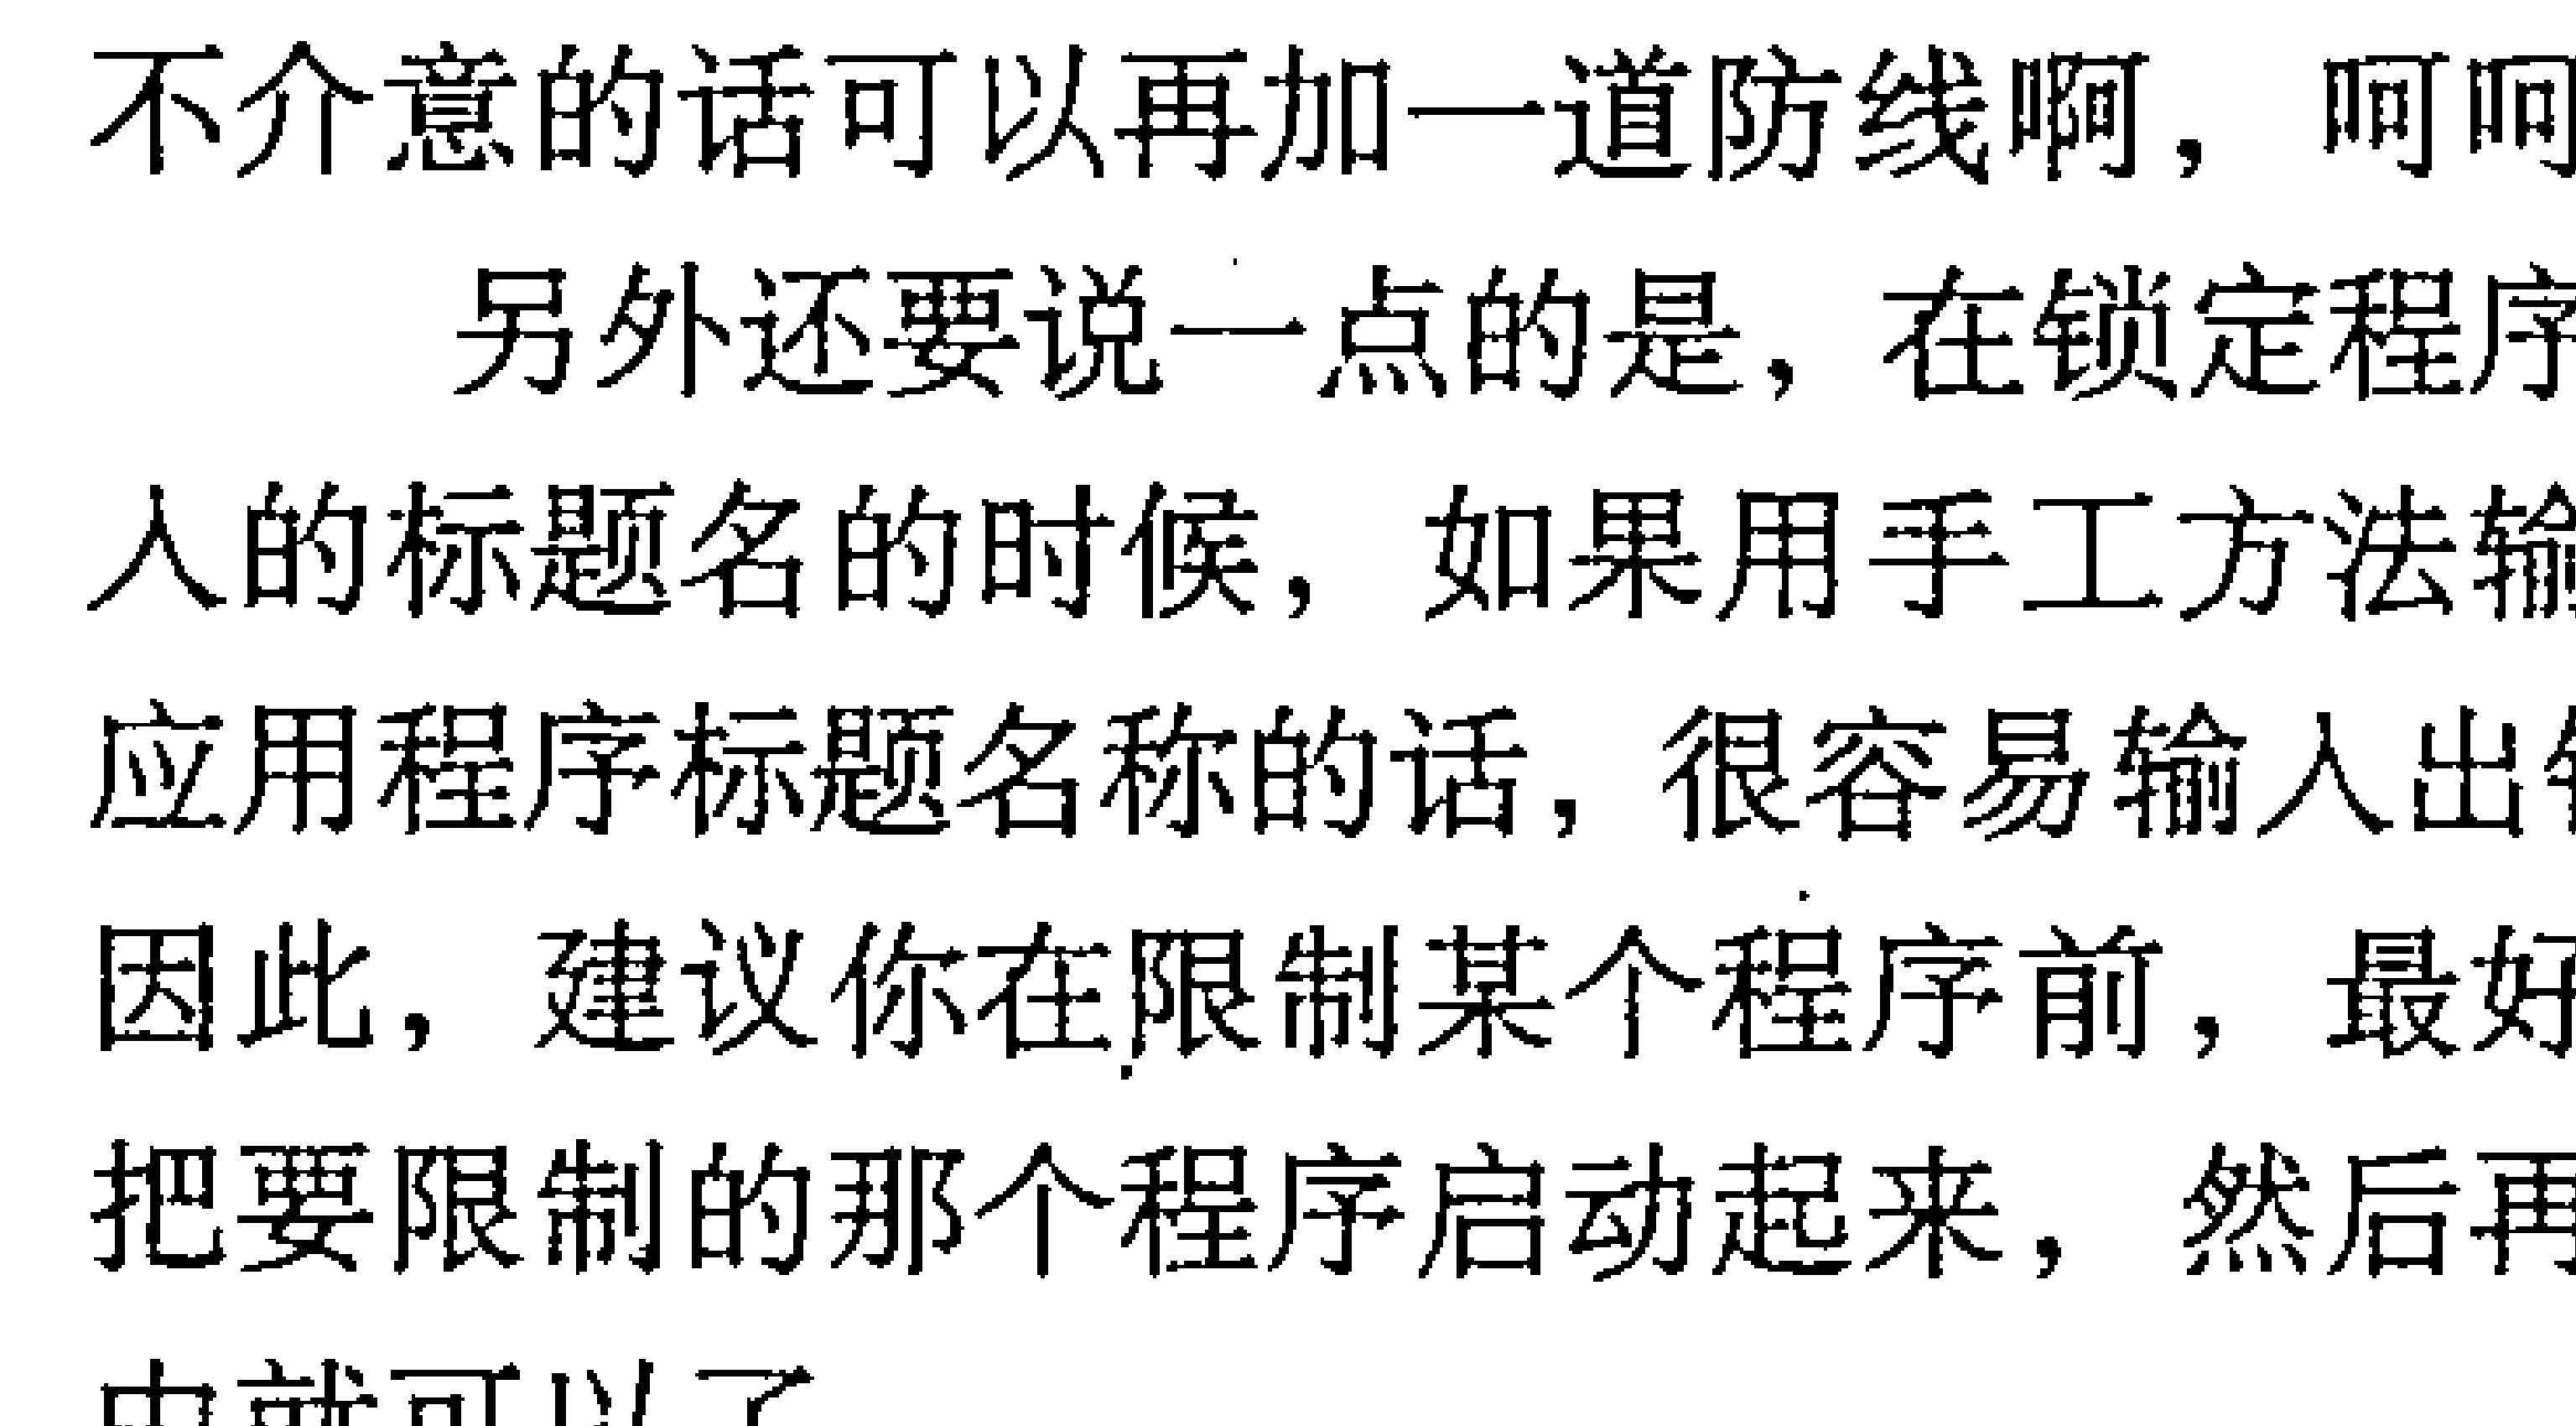 不介意的话可以再加一道防线啊，呵呵
另外还要说一点的是，在锁定程序
人的标题名的时候，如果用手工方法输
应用程序标题名称的话，很容易输人出
因此，建议你在限制某个程序前，最好
把要限制的那个程序启动起来，然后再
中就可以了